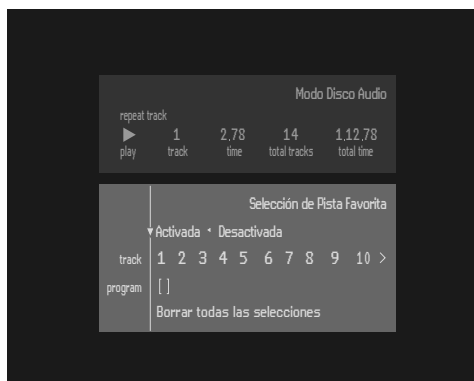 Modo Disco Audio
repeat track
1 2,78 14 1,12,78
play track time total tracks total time
Selección de Pista Favorita
Activada • Desactivada
track 1 2 3 4 5 6 7 8 9 10 >
program [ ]
Borrar todas las selecciones